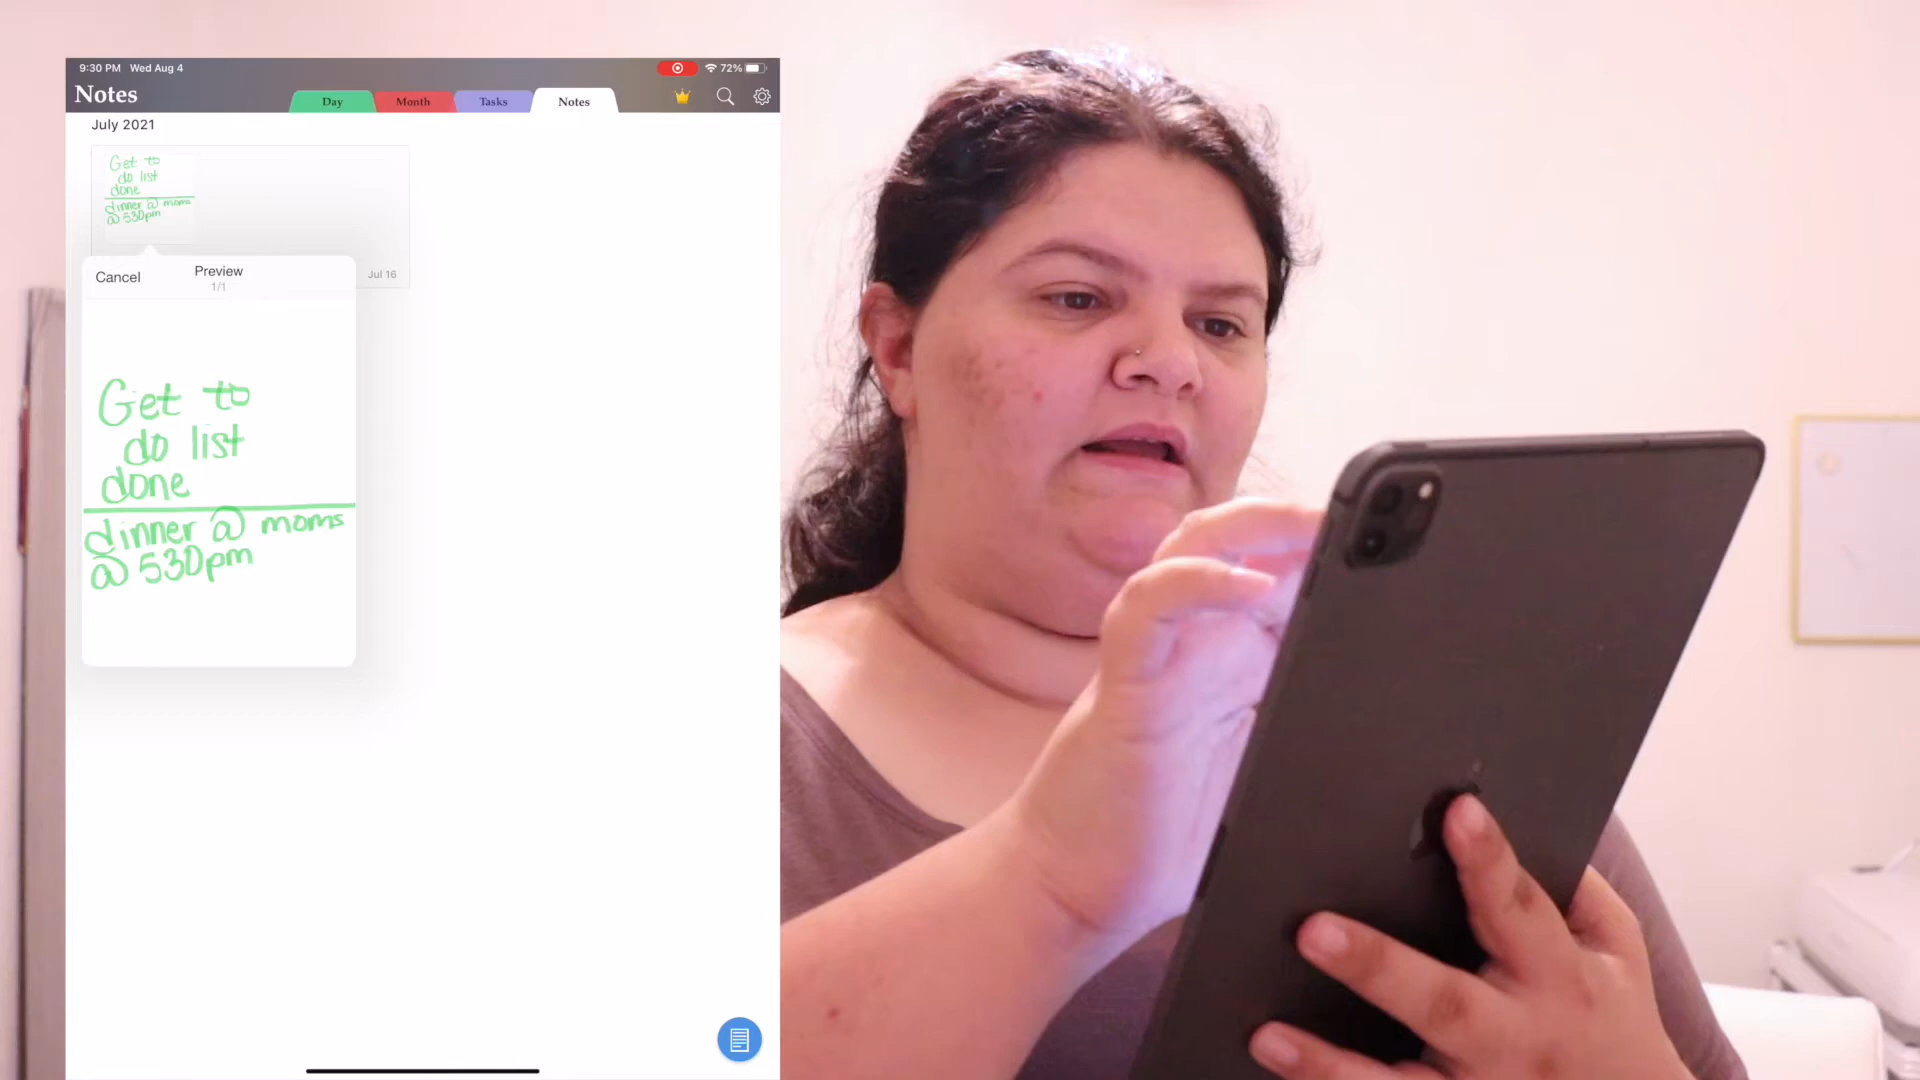 9:30 PM Wed Aug 4
72%
Notes
Day
Month
Tasks
Notes
July 2021
Get to
do list
done
dinner @ moms
@ 530pm
Jul 16
Cancel
Preview
1/1
Get to
do list
done
dinner @ moms
@ 530pm